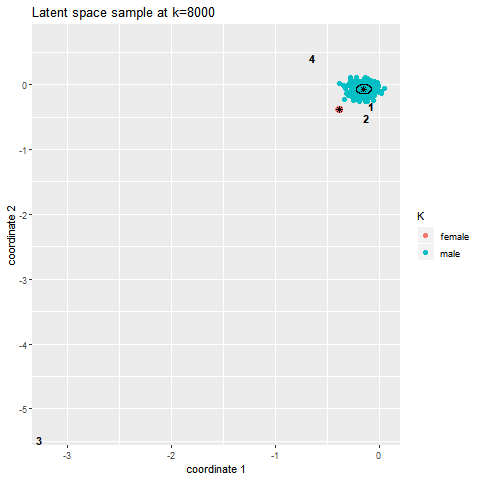 Latent space sample at k=8000
4
0
1
2
-1
-2
-3
-4
-5
3
-3
-2
-1
0
coordinate 1
coordinate 2
K
female
male